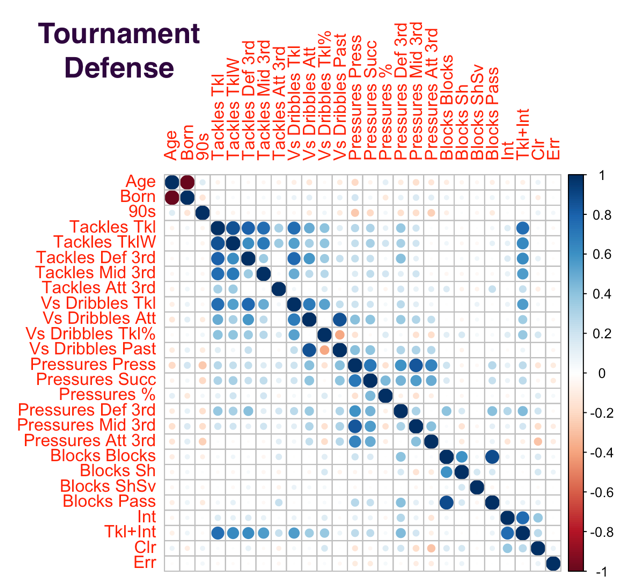 Tournament
Defense
Age
Born
90s
Tackles Tkl
Tackles TklW
Tackles Def 3rd
Tackles Mid 3rd
Tackles Att 3rd
Vs Dribbles Tkl
Vs Dribbles Att
Vs Dribbles Tkl%
Vs Dribbles Past
Pressures Press
Pressures Succ
Pressures %
Pressures Def 3rd
Pressures Mid 3rd
Pressures Att 3rd
Blocks Blocks
Blocks Sh
Blocks ShSv
Blocks Pass
Int
Tkl+Int
Clr
Err
Age
Born
90s
Tackles Tkl
Tackles TklW
Tackles Def 3rd
Tackles Mid 3rd
Tackles Att 3rd
Vs Dribbles Tkl
Vs Dribbles Att
Vs Dribbles Tkl%
Vs Dribbles Past
Pressures Press
Pressures Succ
Pressures %
Pressures Def 3rd
Pressures Mid 3rd
Pressures Att 3rd
Blocks Blocks
Blocks Sh
Blocks ShSv
Blocks Pass
Int
Tkl+Int
Clr
Err
1
0.8
0.6
0.4
0.2
0
-0.2
-0.4
-0.6
-0.8
-1